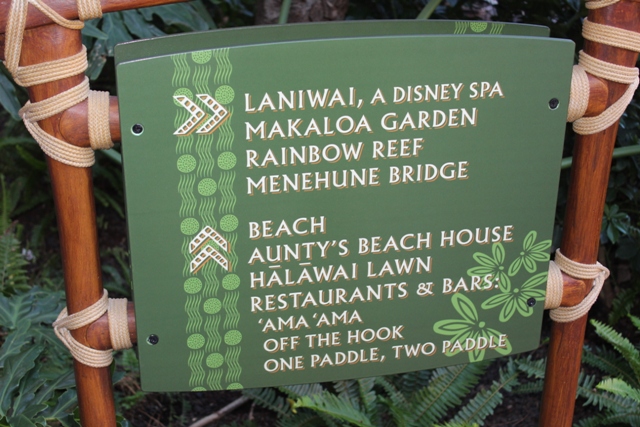 LANIWAI, A DISNEY SPA
MAKALOA GARDEN
RAINBOW REEF
MENEHUNE BRIDGE
BEACH
AUNTY'S BEACH HOUSE
HĀLĀWAI LAWN
RESTAURANTS & BARS:
‘AMA ‘AMA
OFF THE HOOK
ONE PADDLE, TWO PADDLE